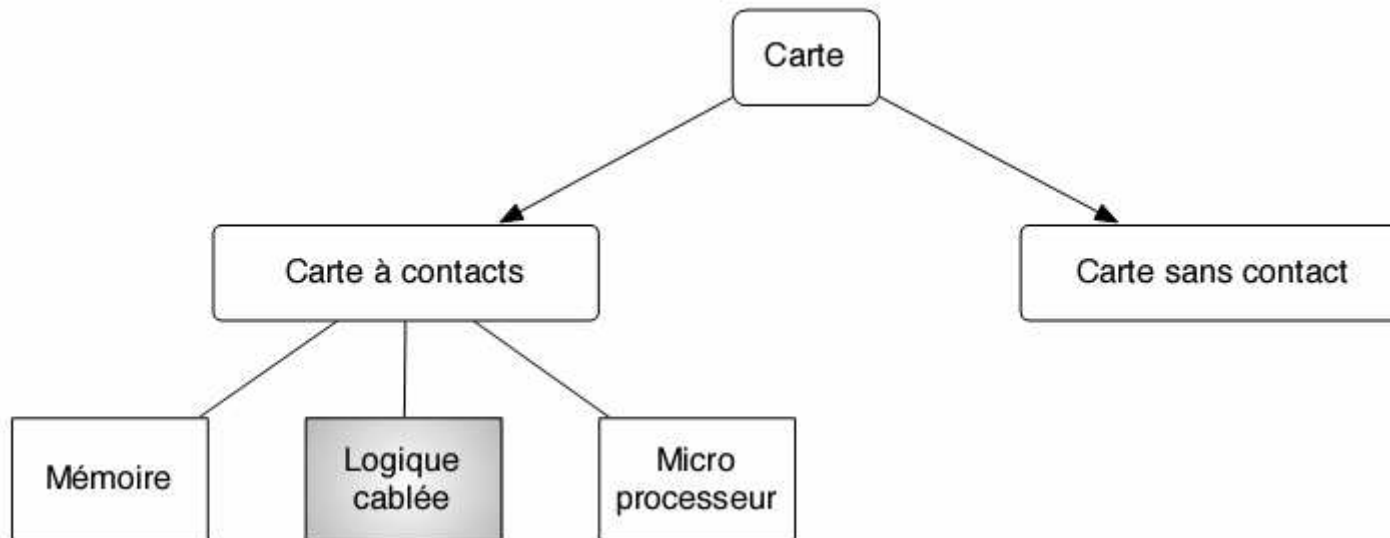 Carte
Carte à contacts
Carte sans contact
Mémoire
Logique
cablée
Micro
processeur